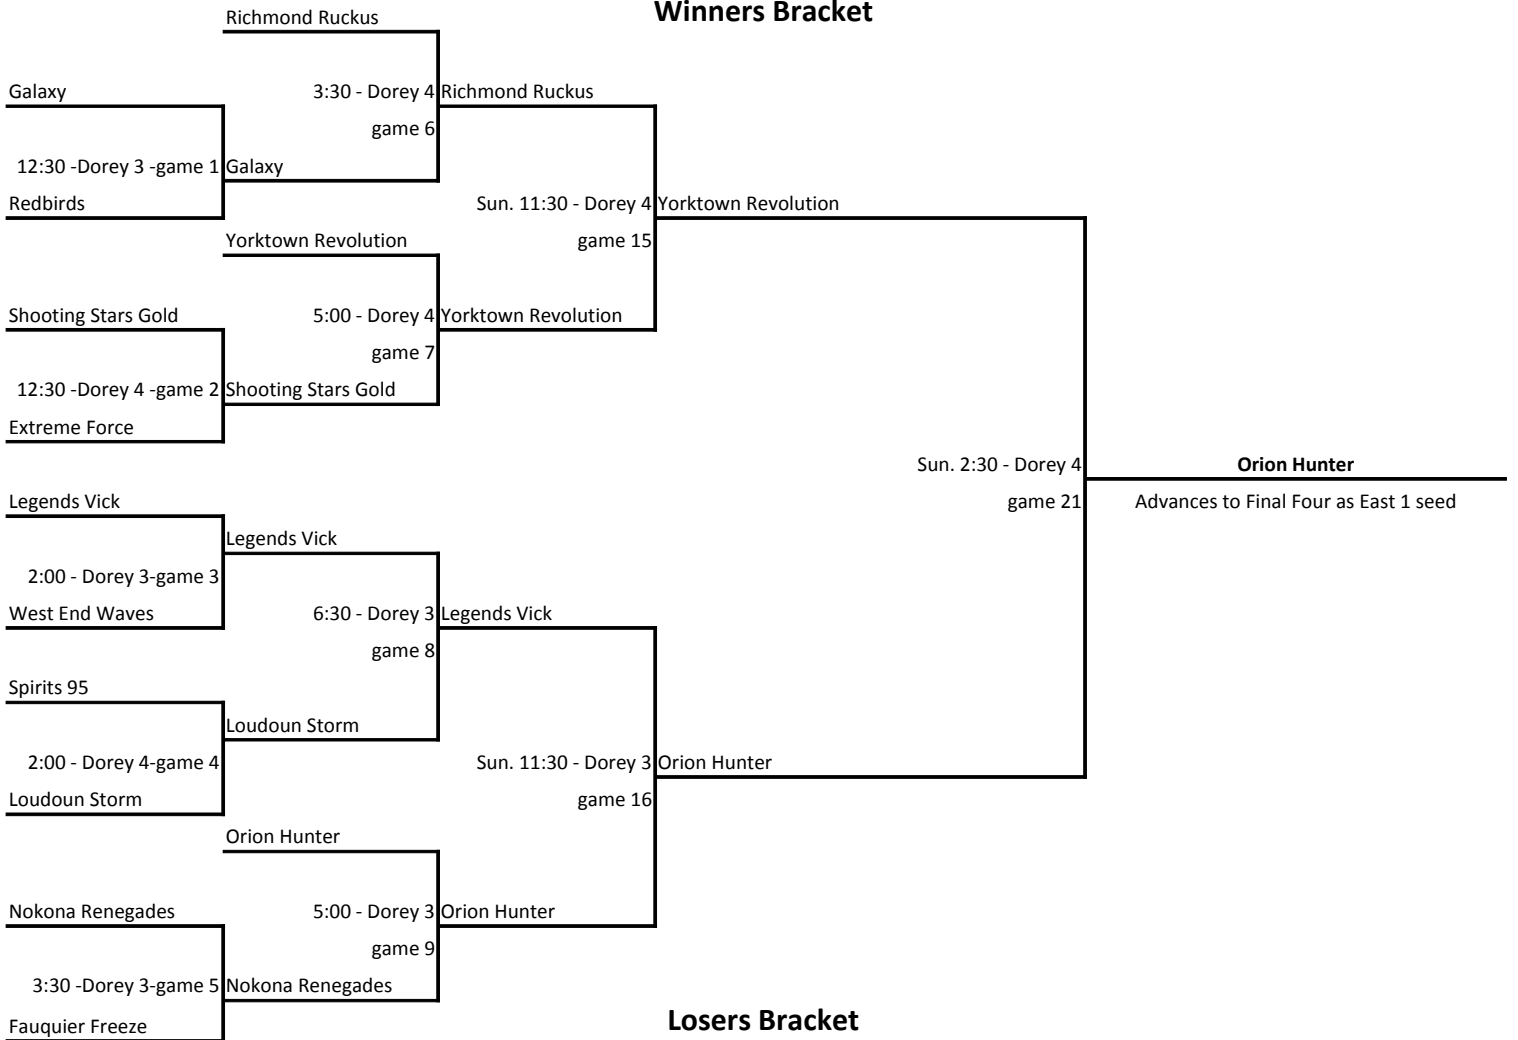 Winners Bracket
Richmond Ruckus
Galaxy
3:30 - Dorey 4 Richmond Ruckus
game 6
12:30 -Dorey 3 -game 1 Galaxy
Redbirds
Sun. 11:30 - Dorey 4 Yorktown Revolution
Yorktown Revolution
game 15
Shooting Stars Gold
5:00 - Dorey 4 Yorktown Revolution
game 7
12:30 -Dorey 4 -game 2 Shooting Stars Gold
Extreme Force
Sun. 2:30 - Dorey 4
Orion Hunter
Legends Vick
game 21
Advances to Final Four as East 1 seed
Legends Vick
2:00 - Dorey 3-game 3
West End Waves
6:30 - Dorey 3 Legends Vick
game 8
Spirits 95
Loudoun Storm
2:00 - Dorey 4-game 4
Sun. 11:30 - Dorey 3 Orion Hunter
Loudoun Storm
game 16
Orion Hunter
Nokona Renegades
5:00 - Dorey 3 Orion Hunter
game 9
3:30 -Dorey 3-game 5 Nokona Renegades
Fauquier Freeze
Losers Bracket